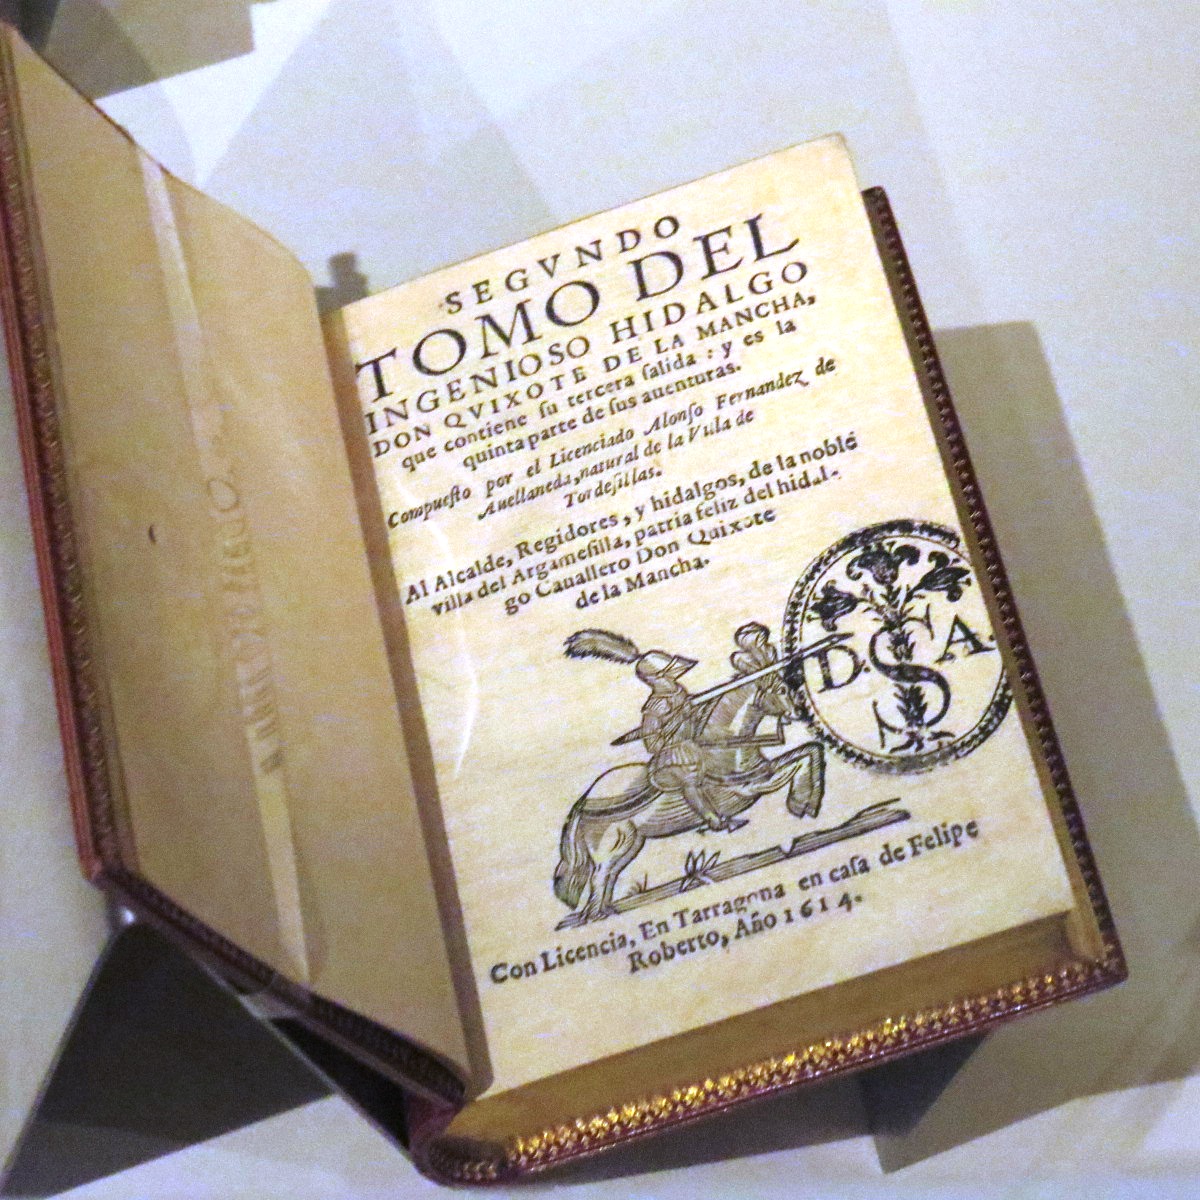 SEGVNDO
TOMO DEL
INGENIOSO HIDALGO
DON QVIXOTE DE LA MANCHA,
que contiene ſu tercera ſalida : y es la
quinta parte de ſus auenturas.
Compueſto por el Licenciado Alonſo Fernandez de
Auellaneda, natural de la Villa de
Tordeſillas.
Al Alcalde, Regidores, y hidalgos, de la noble
villa del Argameſilla, patria feliz del hidal-
go Cauallero Don Quixote
de la Mancha.
D. S A.
Con Licencia, En Tarragona en caſa de Felipe
Roberto, Año 1614.